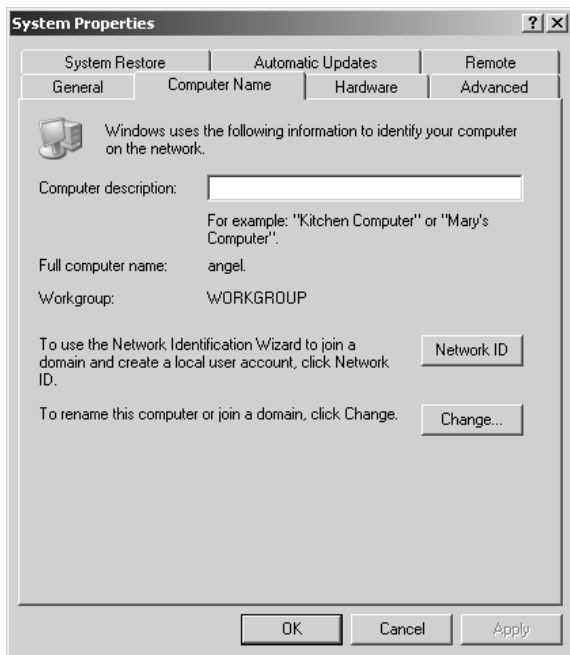 System Properties
? X
System Restore Automatic Updates Remote
General Computer Name Hardware Advanced
Windows uses the following information to identify your computer
on the network.
Computer description:
For example: "Kitchen Computer" or "Mary's
Computer".
Full computer name: angel.
Workgroup: WORKGROUP
To use the Network Identification Wizard to join a
domain and create a local user account, click Network
ID.
Network ID
To rename this computer or join a domain, click Change.
Change...
OK Cancel Apply